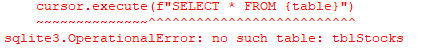 cursor.execute(f"SELECT * FROM {table}")
~~~~~~~~~~~~~~^^^^^^^^^^^^^^^^^^^^^^^^^^
sqlite3.OperationalError: no such table: tblStocks